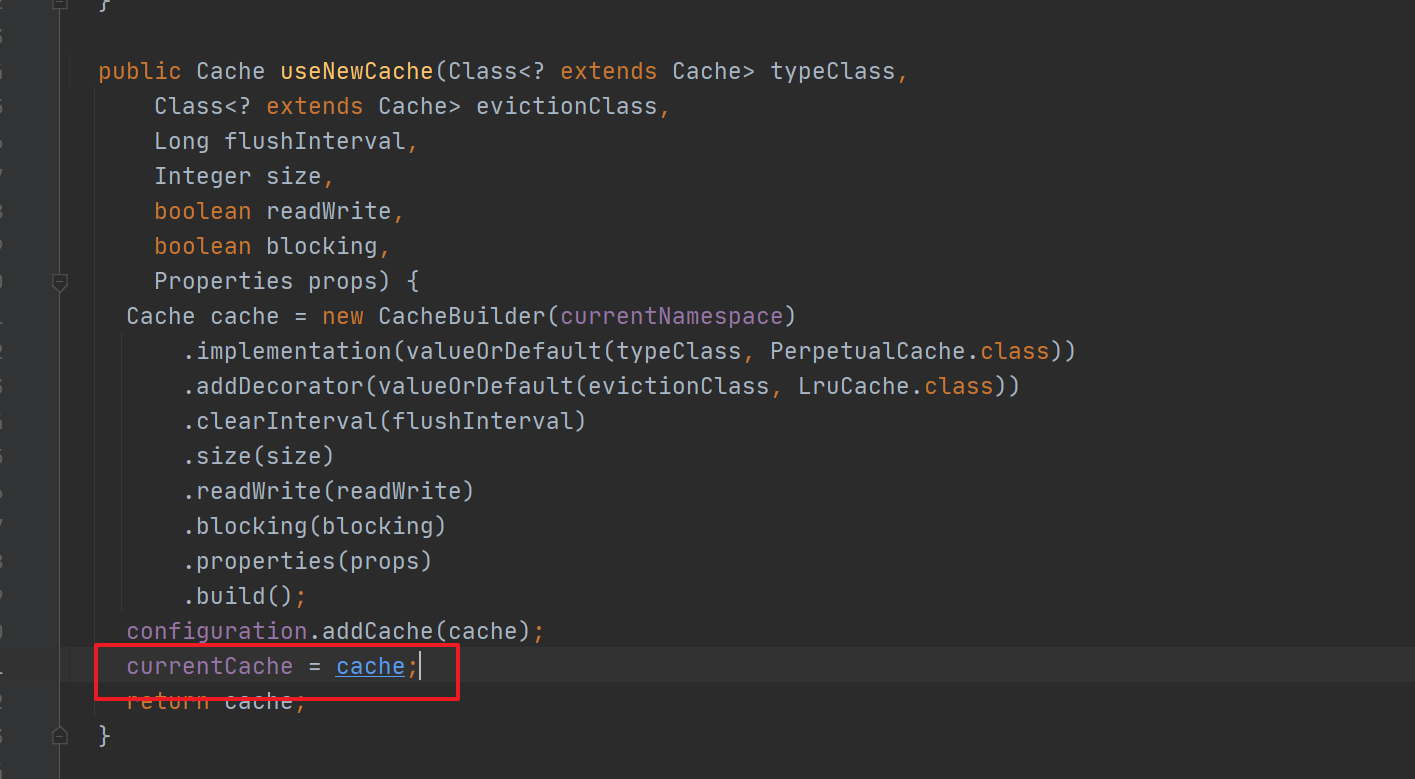 }
public Cache useNewCache(Class<? extends Cache> typeClass,
Class<? extends Cache> evictionClass,
Long flushInterval,
Integer size,
boolean readWrite,
boolean blocking,
Properties props) {
Cache cache = new CacheBuilder(currentNamespace)
.implementation(valueOrDefault(typeClass, PerpetualCache.class))
.addDecorator(valueOrDefault(evictionClass, LruCache.class))
.clearInterval(flushInterval)
.size(size)
.readWrite(readWrite)
.blocking(blocking)
.properties(props)
.build();
configuration.addCache(cache);
currentCache = cache;
return cache;
}